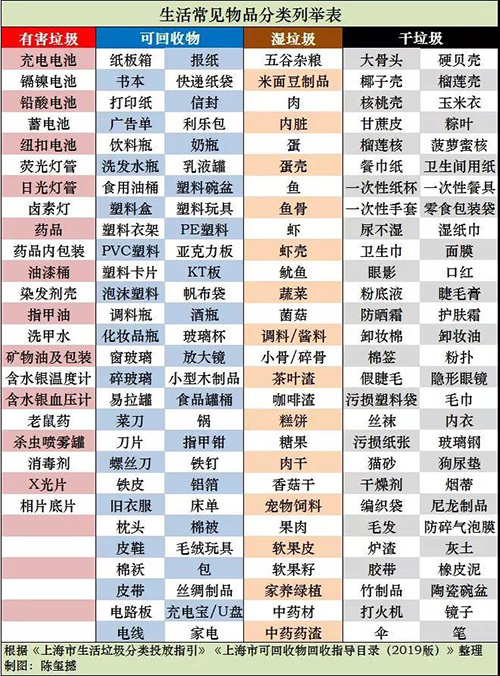 生活常见物品分类列举表
有害垃圾 可回收物 湿垃圾 干垃圾
充电电池 纸板箱 报纸 五谷杂粮 大骨头 硬贝壳
镉镍电池 书本 快递纸袋 米面豆制品 椰子壳 榴莲壳
铅酸电池 打印纸 信封 肉 核桃壳 玉米衣
蓄电池 广告单 利乐包 内脏 甘蔗皮 粽叶
纽扣电池 饮料瓶 奶瓶 蛋 榴莲核 菠萝蜜核
荧光灯管 洗发水瓶 乳液罐 蛋壳 餐巾纸 卫生间用纸
日光灯管 食用油桶 塑料碗盆 鱼 一次性纸杯 一次性餐具
卤素灯 塑料盒 塑料玩具 鱼骨 一次性手套 零食包装袋
药品 塑料衣架 PE塑料 虾 尿不湿 湿纸巾
药品内包装 PVC塑料 亚克力板 虾壳 卫生巾 面膜
油漆桶 塑料卡片 KT板 鱿鱼 眼影 口红
染发剂壳 泡沫塑料 帆布袋 蔬菜 粉底液 睫毛膏
指甲油 调料瓶 酒瓶 菌菇 防晒霜 护肤霜
洗甲水 化妆品瓶 玻璃杯 调料/酱料 卸妆棉 卸妆油
矿物油及包装 窗玻璃 放大镜 小骨/碎骨 棉签 粉扑
含水银温度计 碎玻璃 小型木制品 茶叶渣 假睫毛 隐形眼镜
含水银血压计 易拉罐 食品罐桶 咖啡渣 污损塑料袋 毛巾
老鼠药 菜刀 锅 糕饼 丝袜 内衣
杀虫喷雾罐 刀片 指甲钳 糖果 污损纸张 玻璃钢
消毒剂 螺丝刀 铁钉 肉干 猫砂 狗尿垫
X光片 铁皮 铝箔 香菇干 干燥剂 烟蒂
相片底片 旧衣服 床单 宠物饲料 编织袋 尼龙制品
枕头 棉被 果肉 毛发 防碎气泡膜
皮鞋 毛绒玩具 软果皮 炉渣 灰土
棉袄 包 软果籽 胶带 橡皮泥
皮带 丝绸制品 家养绿植 竹制品 陶瓷碗盆
电路板 充电宝/U盘 中药材 打火机 镜子
电线 家电 中药药渣 伞 笔
根据《上海市生活垃圾分类投放指引》《上海市可回收物回收指导目录（2019版）》整理
制图：陈玺撼